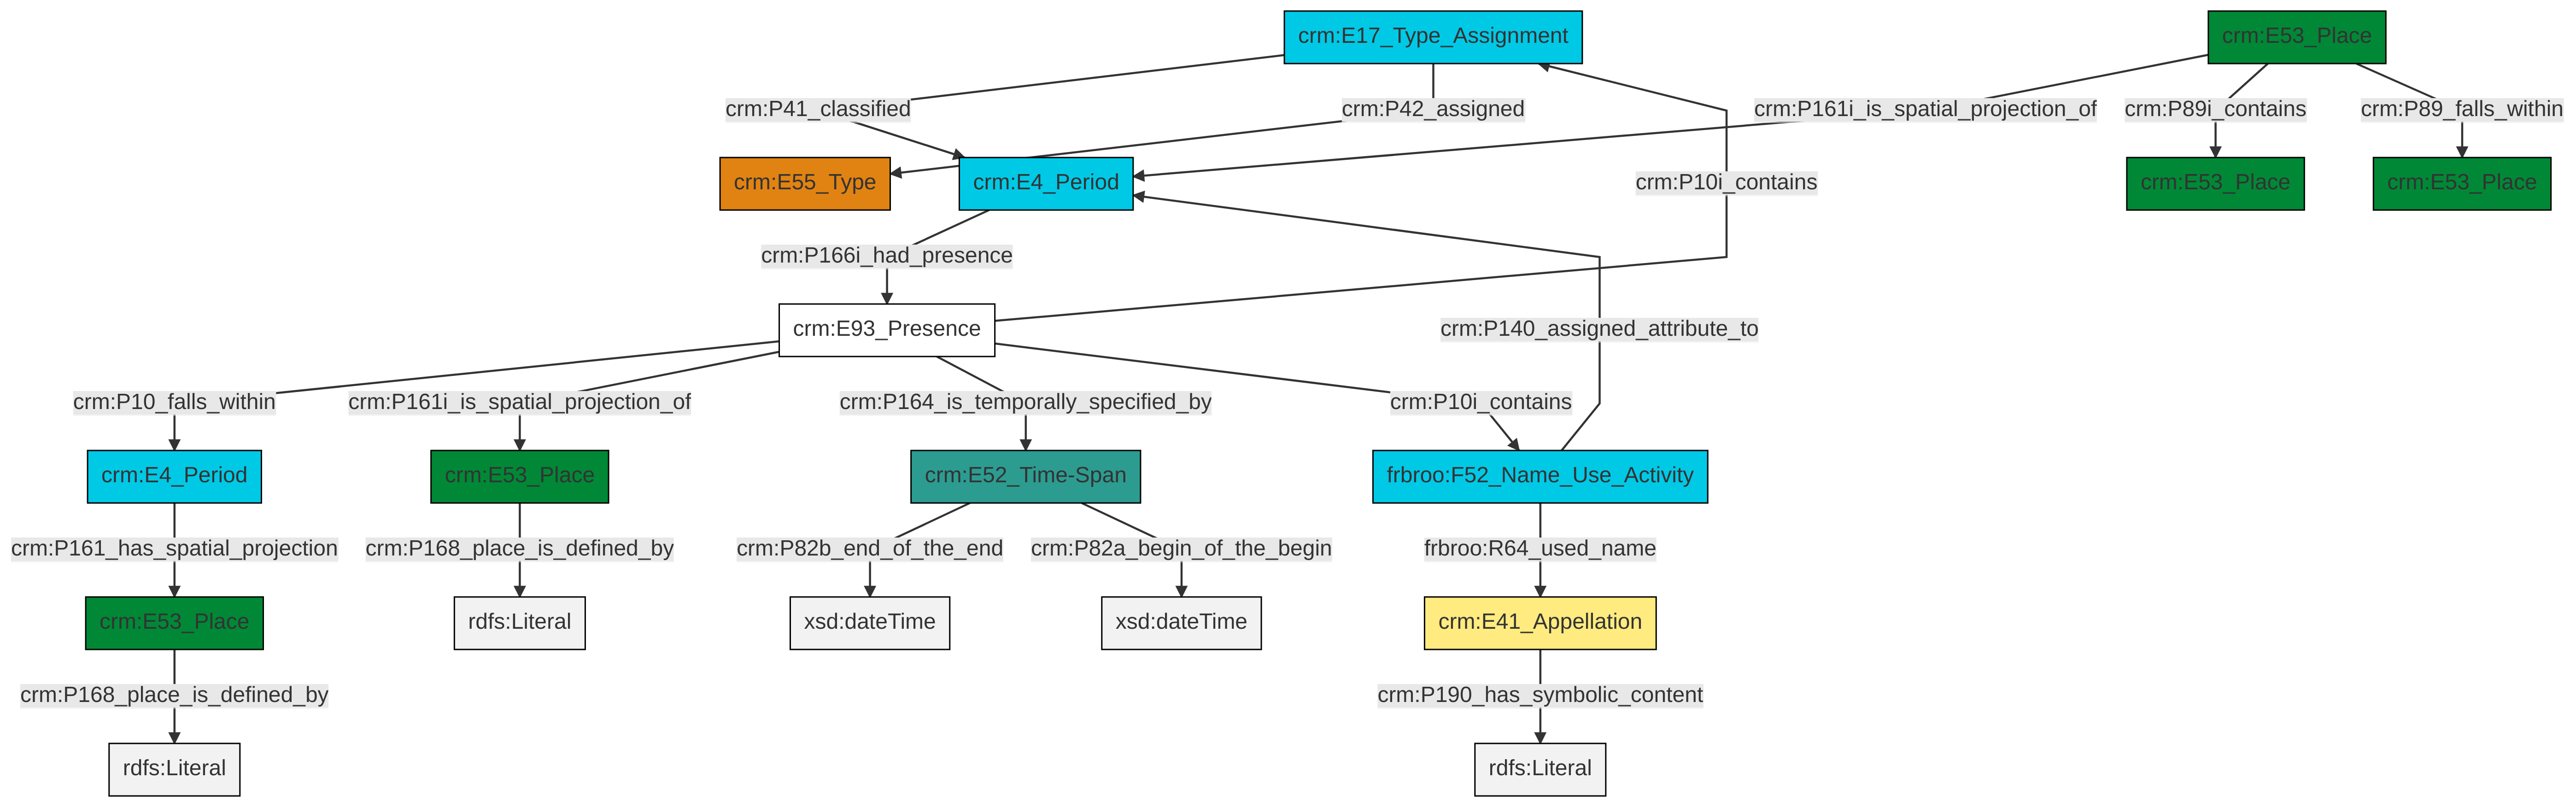 crm:E17_Type_Assignment
crm:E53_Place
crm:P41_classified
crm:P42_assigned
crm:P161i_is_spatial_projection_of
crm:P89i_contains
crm:P89_falls_within
crm:E55_Type
crm:E4_Period
crm:P10i_contains
crm:E53_Place
crm:E53_Place
crm:P166i_had_presence
crm:E93_Presence
crm:P140_assigned_attribute_to
crm:P10_falls_within
crm:P161i_is_spatial_projection_of
crm:P164_is_temporally_specified_by
crm:P10i_contains
crm:E4_Period
crm:E53_Place
crm:E52_Time-Span
frbroo:F52_Name_Use_Activity
crm:P161_has_spatial_projection
crm:P168_place_is_defined_by
crm:P82b_end_of_the_end
crm:P82a_begin_of_the_begin
frbroo:R64_used_name
crm:E53_Place
rdfs:Literal
xsd:dateTime
xsd:dateTime
crm:E41_Appellation
crm:P168_place_is_defined_by
crm:P190_has_symbolic_content
rdfs:Literal
rdfs:Literal